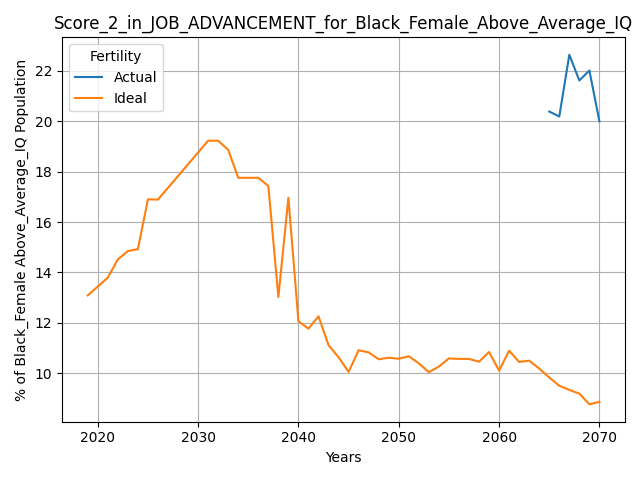 Score_2_in_JOB_ADVANCEMENT_for_Black_Female_Above_Average_IQ
% of Black_Female Above_Average_IQ Population
Fertility
Actual
Ideal
22
20
18
16
14
12
10
2020 2030 2040 2050 2060 2070
Years